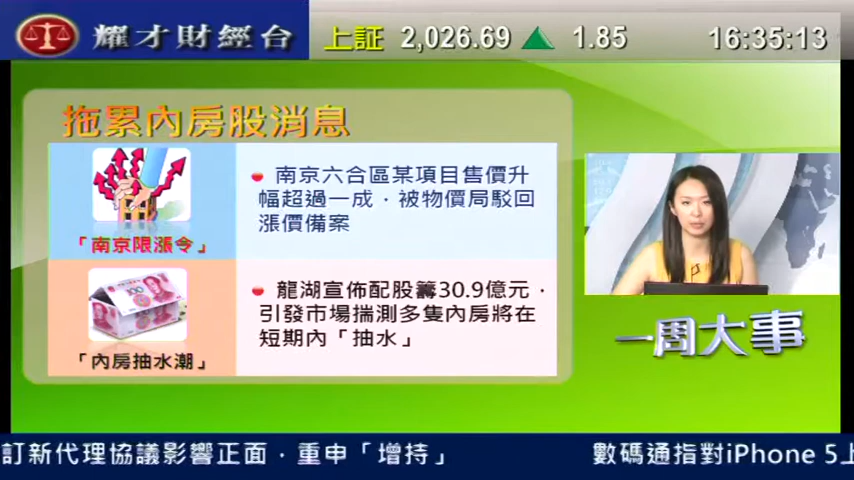 耀才財經台
上証 2,026.69 1.85 16:35:13
拖累內房股消息
南京六合區某項目售價升
幅超過一成，被物價局駁回
漲價備案
「南京限漲令」
龍湖宣佈配股籌30.9億元，
引發市場揣測多隻內房將在
短期內「抽水」
「內房抽水潮」
一周大事
訂新代理協議影響正面，重申「增持」
數碼通指對iPhone 5上